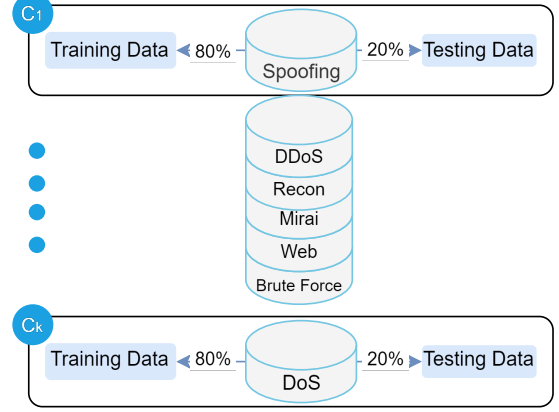 C1
Training Data 80% Spoofing 20% Testing Data
DDoS
Recon
Mirai
Web
Brute Force
Ck
Training Data 80% DoS 20% Testing Data